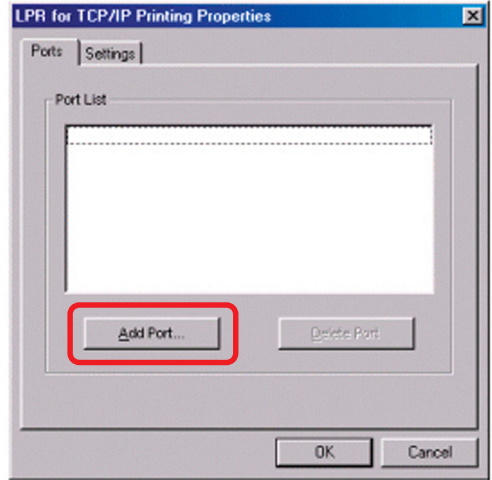 LPR for TCP/IP Printing Properties
Ports Settings
Port List
Add Port... Delete Port
OK Cancel